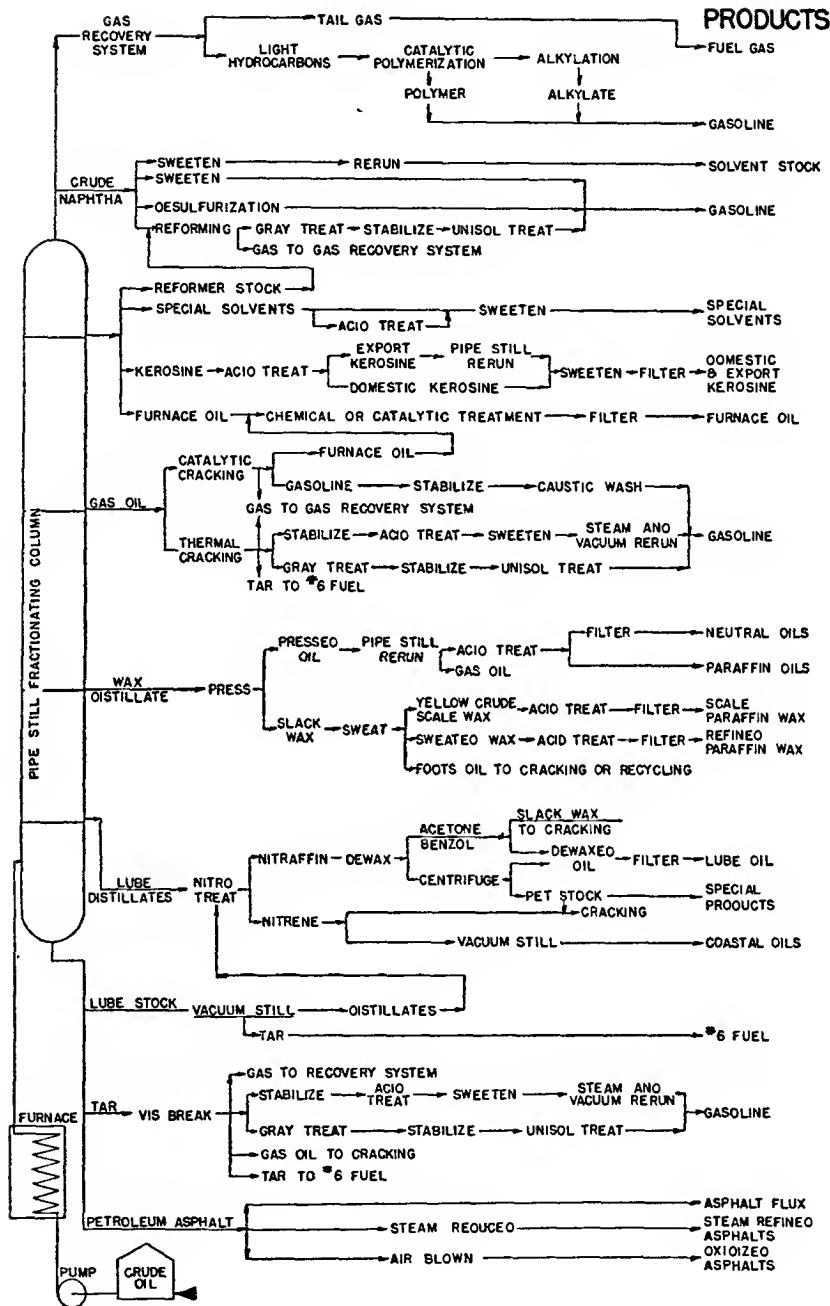 PRODUCTS
GAS
RECOVERY
SYSTEM
TAIL GAS
FUEL GAS
LIGHT
HYDROCARBONS
CATALYTIC
POLYMERIZATION
ALKYLATION
POLYMER
ALKYLATE
GASOLINE
CRUDE
NAPHTHA
SWEETEN
RERUN
SOLVENT STOCK
SWEETEN
OESULFURIZATION
GASOLINE
REFORMING
GRAY TREAT
STABILIZE
UNISOL TREAT
GAS TO GAS RECOVERY SYSTEM
REFORMER STOCK
SPECIAL SOLVENTS
ACIO TREAT
SWEETEN
SPECIAL
SOLVENTS
KEROSINE
ACIO TREAT
EXPORT
KEROSINE
PIPE STILL
RERUN
DOMESTIC KEROSINE
SWEETEN
FILTER
DOMESTIC
& EXPORT
KEROSINE
FURNACE OIL
CHEMICAL OR CATALYTIC TREATMENT
FILTER
FURNACE OIL
GAS OIL
CATALYTIC
CRACKING
FURNACE OIL
GASOLINE
STABILIZE
CAUSTIC WASH
GAS TO GAS RECOVERY SYSTEM
THERMAL
CRACKING
STABILIZE
ACIO TREAT
SWEETEN
STEAM AND
VACUUM RERUN
GASOLINE
GRAY TREAT
STABILIZE
UNISOL TREAT
TAR TO #6 FUEL
PIPE STILL FRACTIONATING COLUMN
WAX
OISTILLATE
PRESS
PRESSEO
OIL
PIPE STILL
RERUN
ACIO TREAT
GAS OIL
FILTER
NEUTRAL OILS
PARAFFIN OILS
SLACK
WAX
SWEAT
YELLOW CRUDE
SCALE WAX
ACIO TREAT
FILTER
SCALE
PARAFFIN WAX
SWEATEO WAX
ACID TREAT
FILTER
REFINEO
PARAFFIN WAX
FOOTS OIL TO CRACKING OR RECYCLING
LUBE
DISTILLATES
NITRO
TREAT
NITRAFFIN
DEWAX
ACETONE
BENZOL
SLACK WAX
TO CRACKING
DEWAXEO
OIL
FILTER
LUBE OIL
CENTRIFUGE
PET STOCK
SPECIAL
PROOUCTS
NITRENE
CRACKING
VACUUM STILL
COASTAL OILS
LUBE STOCK
VACUUM STILL
OISTILLATES
TAR
#6 FUEL
TAR
VIS BREAK
GAS TO RECOVERY SYSTEM
STABILIZE
ACIO
TREAT
SWEETEN
STEAM AND
VACUUM RERUN
GASOLINE
GRAY TREAT
STABILIZE
UNISOL TREAT
GAS OIL TO CRACKING
TAR TO #6 FUEL
FURNACE
PETROLEUM ASPHALT
ASPHALT FLUX
STEAM REOUCEO
STEAM REFINEO
ASPHALTS
AIR BLOWN
OXIOIZEO
ASPHALTS
PUMP
CRUDE
OIL